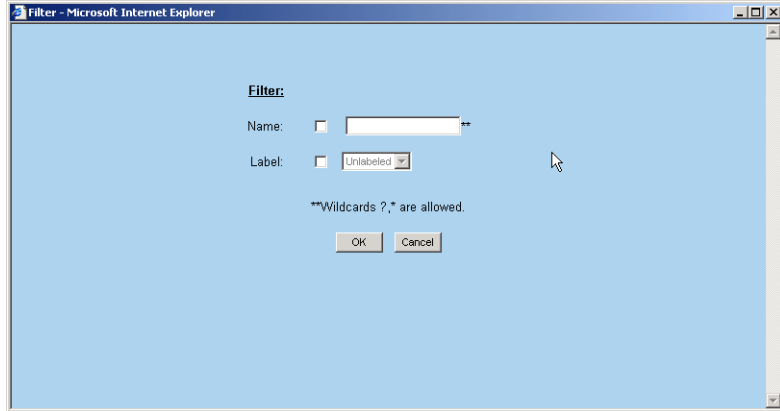 Filter - Microsoft Internet Explorer
Filter:
Name: **
Label: Unlabeled
**Wildcards ?,* are allowed.
OK Cancel